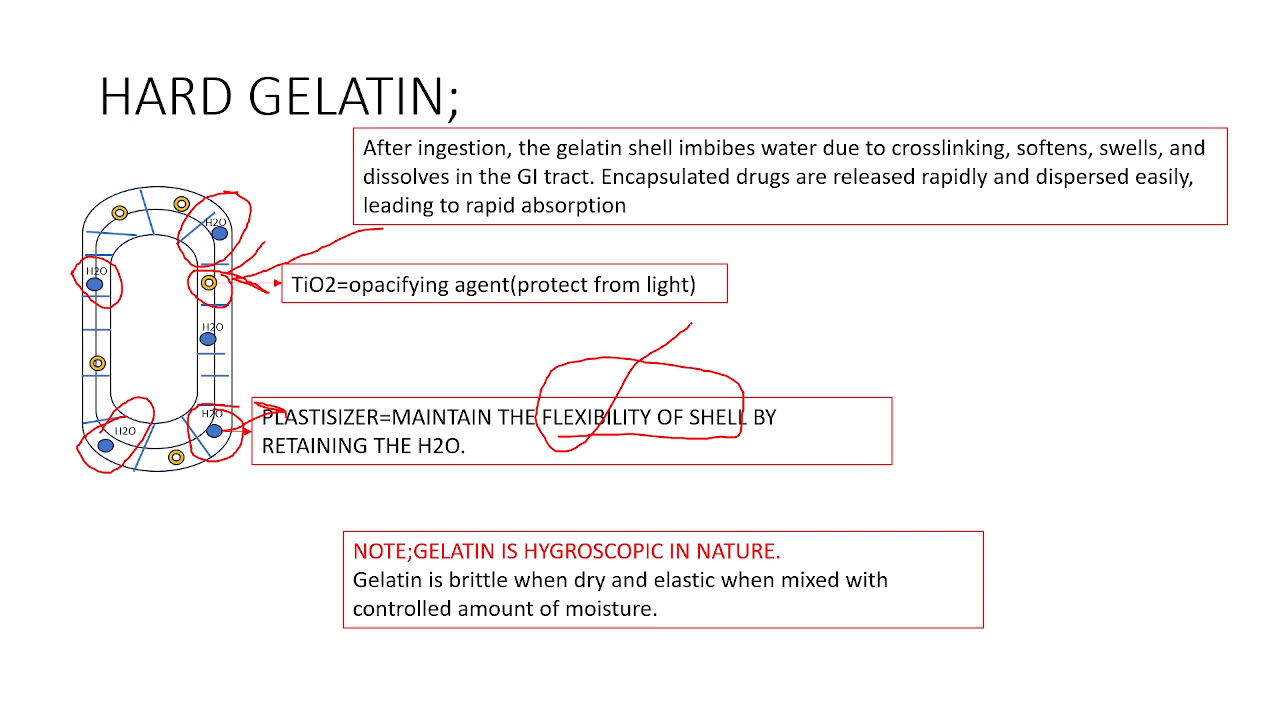 HARD GELATIN;
After ingestion, the gelatin shell imbibes water due to crosslinking, softens, swells, and
dissolves in the GI tract. Encapsulated drugs are released rapidly and dispersed easily,
leading to rapid absorption
H2O
H2O
TiO2=opacifying agent(protect from light)
H2O
H2O
H2O
PLASTISIZER=MAINTAIN THE FLEXIBILITY OF SHELL BY
RETAINING THE H2O.
NOTE;GELATIN IS HYGROSCOPIC IN NATURE.
Gelatin is brittle when dry and elastic when mixed with
controlled amount of moisture.